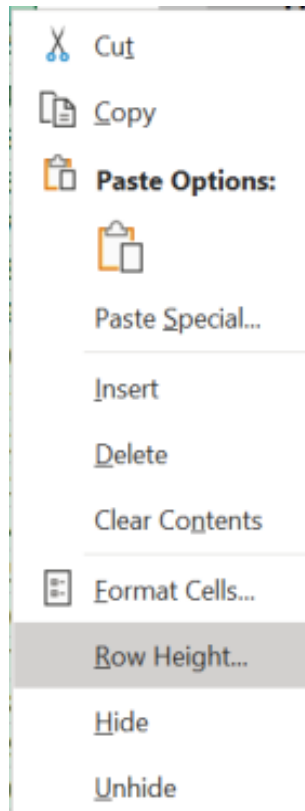 Cut
Copy
Paste Options:
Paste Special...
Insert
Delete
Clear Contents
Format Cells...
Row Height...
Hide
Unhide